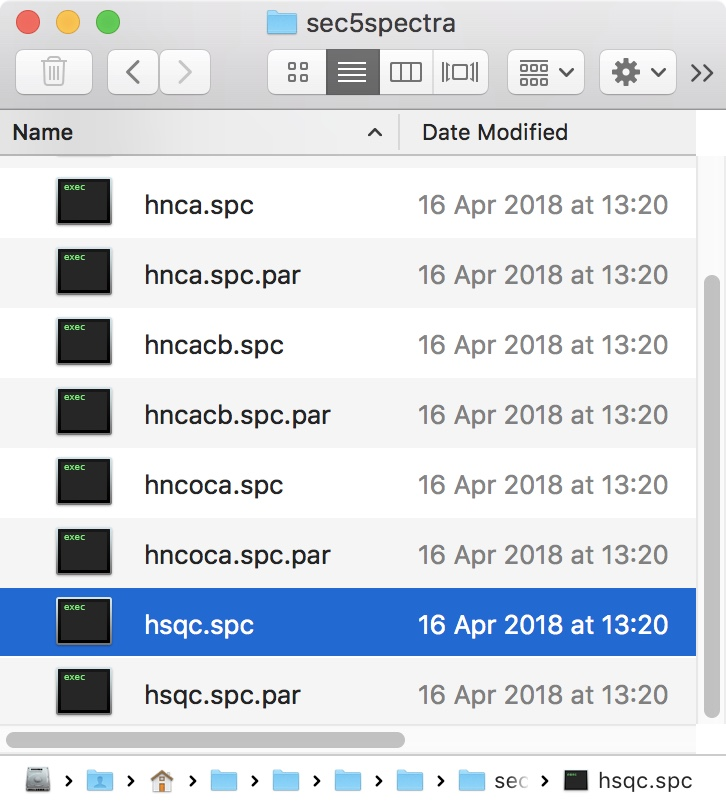 sec5spectra
Name Date Modified
exec hnca.spc 16 Apr 2018 at 13:20
exec hnca.spc.par 16 Apr 2018 at 13:20
exec hncacb.spc 16 Apr 2018 at 13:20
exec hncacb.spc.par 16 Apr 2018 at 13:20
exec hncoca.spc 16 Apr 2018 at 13:20
exec hncoca.spc.par 16 Apr 2018 at 13:20
exec hsqc.spc 16 Apr 2018 at 13:20
exec hsqc.spc.par 16 Apr 2018 at 13:20
sec hsqc.spc